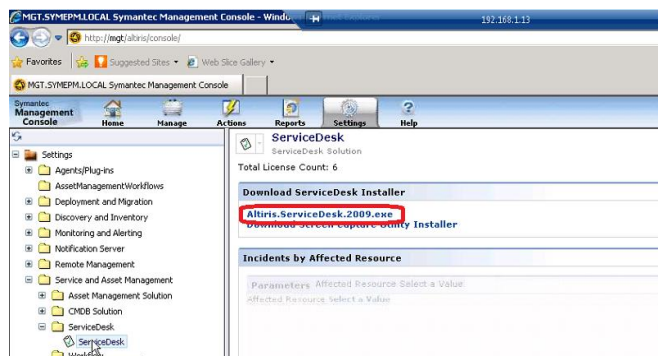 MGT.SYMEPM.LOCAL Symantec Management Console - Windo
192.168.1.13
http://mgt/altiris/console/
Favorites
Suggested Sites
Web Slice Gallery
MGT.SYMEPM.LOCAL Symantec Management Console
Symantec
Management
Console
Home
Manage
Actions
Reports
Settings
Help
Settings
Agents/Plug-ins
AssetManagementWorkflows
Deployment and Migration
Discovery and Inventory
Monitoring and Alerting
Notification Server
Remote Management
Service and Asset Management
Asset Management Solution
CMDB Solution
ServiceDesk
ServiceDesk
Workflow
ServiceDesk
ServiceDesk Solution
Total License Count: 6
Download ServiceDesk Installer
Altiris.ServiceDesk.2009.exe
Download Screen Capture Utility Installer
Incidents by Affected Resource
Parameters Affected Resource Select a Value
Affected Resource Select a Value